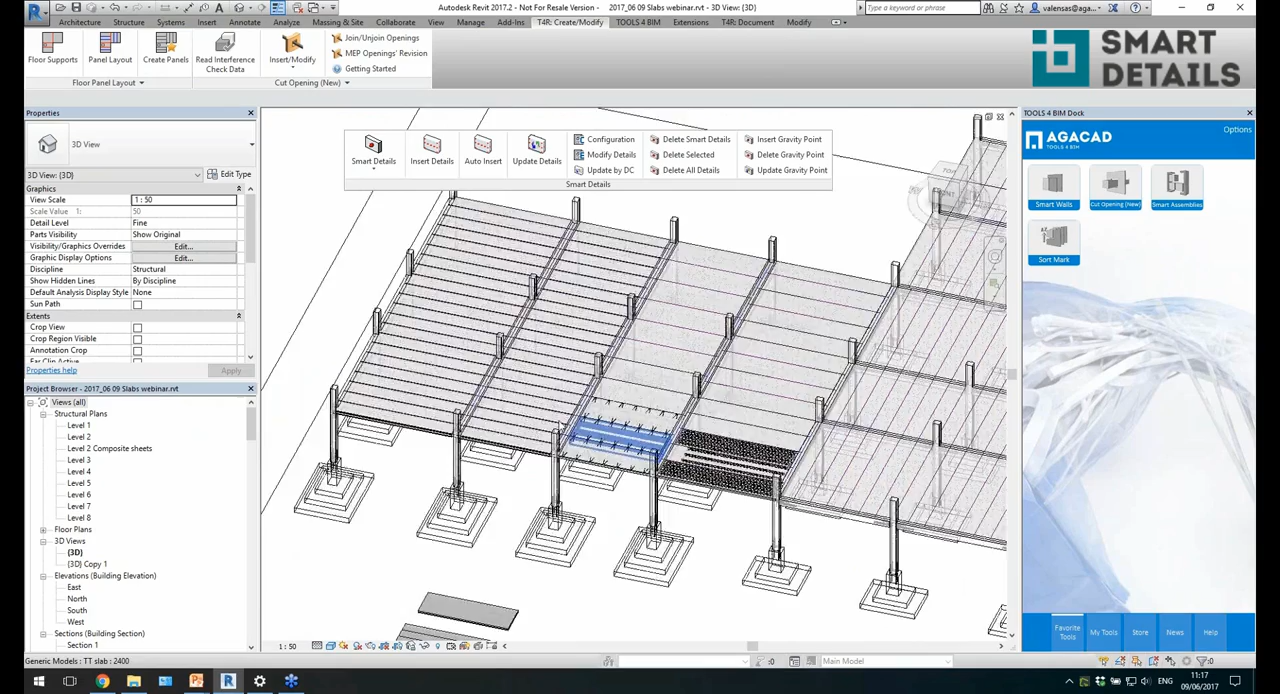 Autodesk Revit 2017.2 - Not For Resale Version - 2017_06 09 Slabs webinar.rvt - 3D View: {3D}
Type a keyword or phrase
valensas@aga...
Architecture Structure Systems Insert Annotate Analyze Massing & Site Collaborate View Manage Add-Ins T4R: Create/Modify TOOLS 4 BIM Extensions T4R: Document Modify
Floor Supports
Panel Layout
Create Panels
Read Interference
Check Data
Insert/Modify
Join/Unjoin Openings
MEP Openings' Revision
Getting Started
Floor Panel Layout
Cut Opening (New)
SMART
DETAILS
Properties
3D View
3D View: {3D}
Edit Type
Graphics
View Scale 1 : 50
Scale Value 1: 50
Detail Level Fine
Parts Visibility Show Original
Visibility/Graphics Overrides Edit...
Graphic Display Options Edit...
Discipline Structural
Show Hidden Lines By Discipline
Default Analysis Display Style None
Sun Path
Extents
Crop View
Crop Region Visible
Annotation Crop
Far Clip Active
Properties help
Apply
Project Browser - 2017_06 09 Slabs webinar.rvt
Views (all)
Structural Plans
Level 1
Level 2
Level 2 Composite sheets
Level 3
Level 4
Level 5
Level 6
Level 7
Level 8
Floor Plans
3D Views
{3D}
{3D} Copy 1
Elevations (Building Elevation)
East
North
South
West
Sections (Building Section)
Section 1
Smart Details
Insert Details
Auto Insert
Update Details
Configuration
Modify Details
Update by DC
Delete Smart Details
Delete Selected
Delete All Details
Insert Gravity Point
Delete Gravity Point
Update Gravity Point
Smart Details
TOOLS 4 BIM Dock
AGACAD
TOOLS 4 BIM
Options
Smart Walls
Cut Opening (New)
Smart Assemblies
Sort Mark
Favorite
Tools
My Tools
Store
News
Help
1 : 50
Generic Models : TT slab : 2400
:0
Main Model
:0
ENG
11:17
09/06/2017